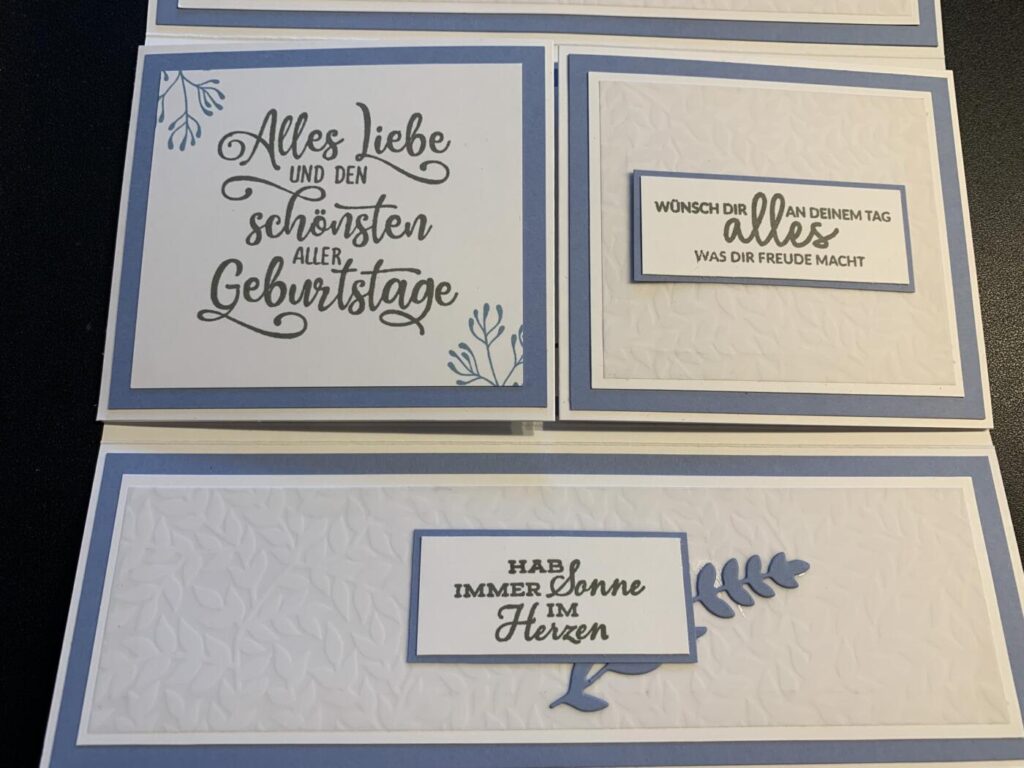 Alles Liebe
UND DEN
schönsten
ALLER
Geburtstage
WÜNSCH DIR alles AN DEINEM TAG
WAS DIR FREUDE MACHT
HAB
IMMER Sonne
IM
Herzen